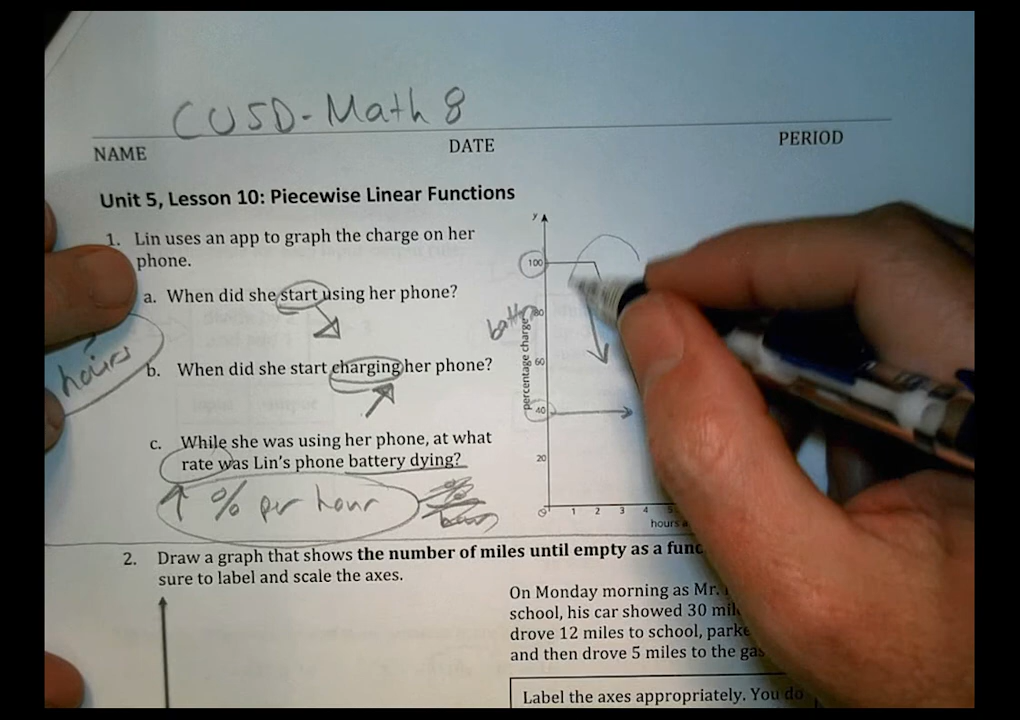 CUSD-Math 8
NAME DATE PERIOD
Unit 5, Lesson 10: Piecewise Linear Functions
1. Lin uses an app to graph the charge on her
phone.
a. When did she start using her phone?
hours
b. When did she start charging her phone?
c. While she was using her phone, at what
rate was Lin's phone battery dying?
% per hour
y
100
80
60
40
20
percentage charge
batt
0 1 2 3 4 5
hours
2. Draw a graph that shows the number of miles until empty as a func
sure to label and scale the axes.
On Monday morning as Mr.
school, his car showed 30 mil
drove 12 miles to school, parke
and then drove 5 miles to the gas
Label the axes appropriately. You do